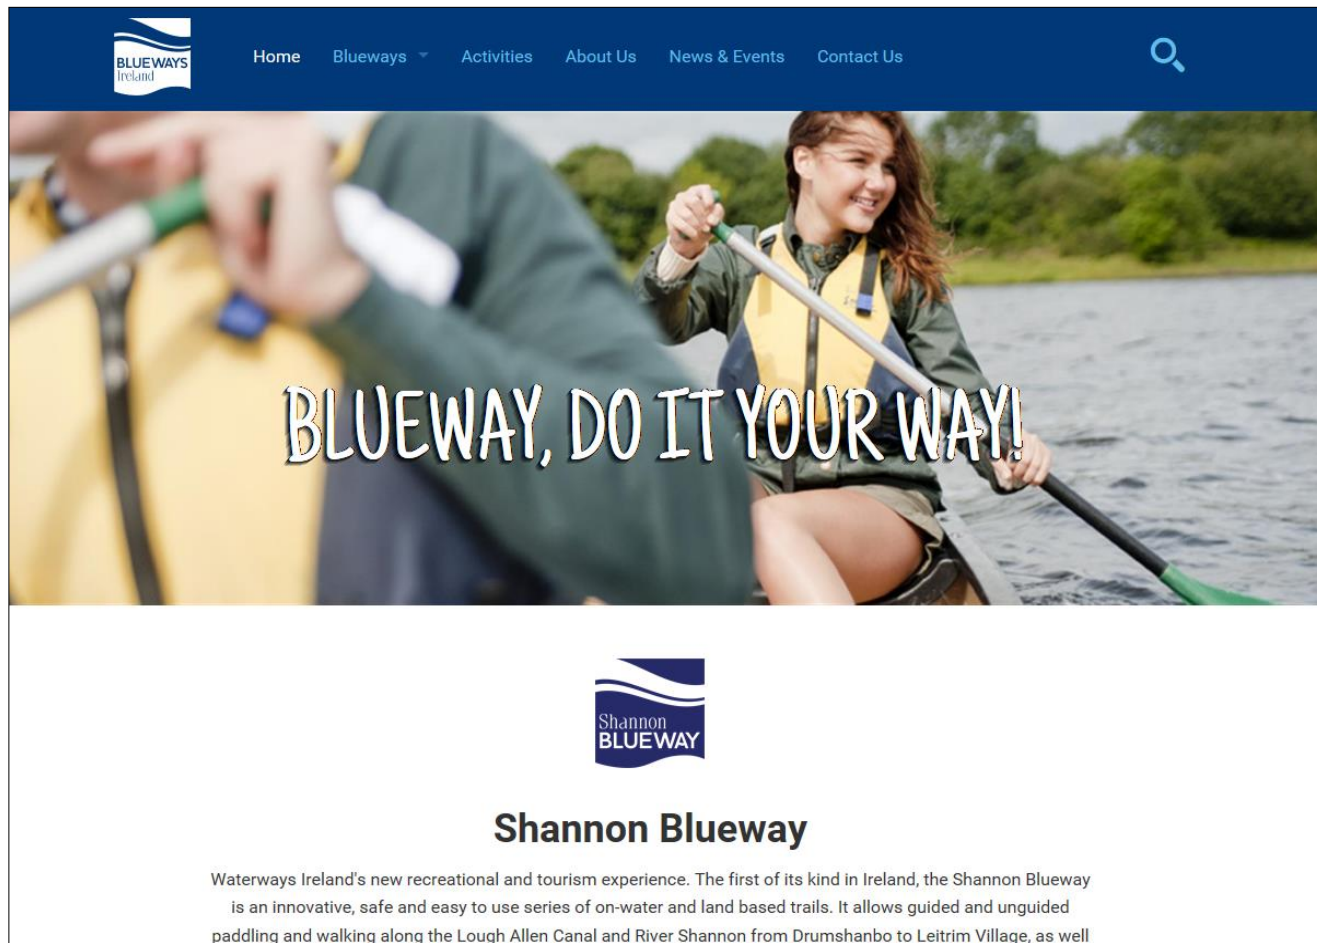 BLUEWAYS
Ireland
Home Blueways Activities About Us News & Events Contact Us
BLUEWAY, DO IT YOUR WAY!
Shannon
BLUEWAY
Shannon Blueway
Waterways Ireland's new recreational and tourism experience. The first of its kind in Ireland, the Shannon Blueway
is an innovative, safe and easy to use series of on-water and land based trails. It allows guided and unguided
paddling and walking along the Lough Allen Canal and River Shannon from Drumshanbo to Leitrim Village, as well